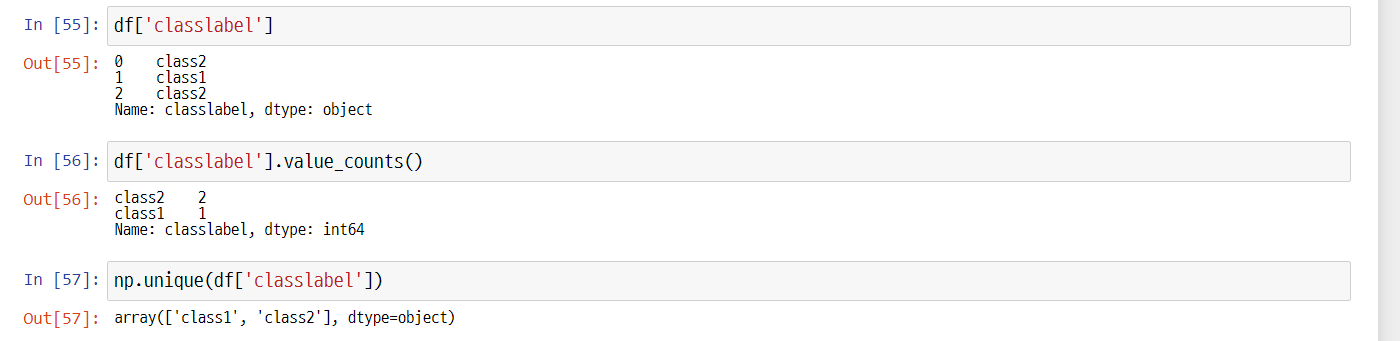 In [55]: df['classlabel']
Out[55]: 0    class2
1    class1
2    class2
Name: classlabel, dtype: object
In [56]: df['classlabel'].value_counts()
Out[56]: class2    2
class1    1
Name: classlabel, dtype: int64
In [57]: np.unique(df['classlabel'])
Out[57]: array(['class1', 'class2'], dtype=object)